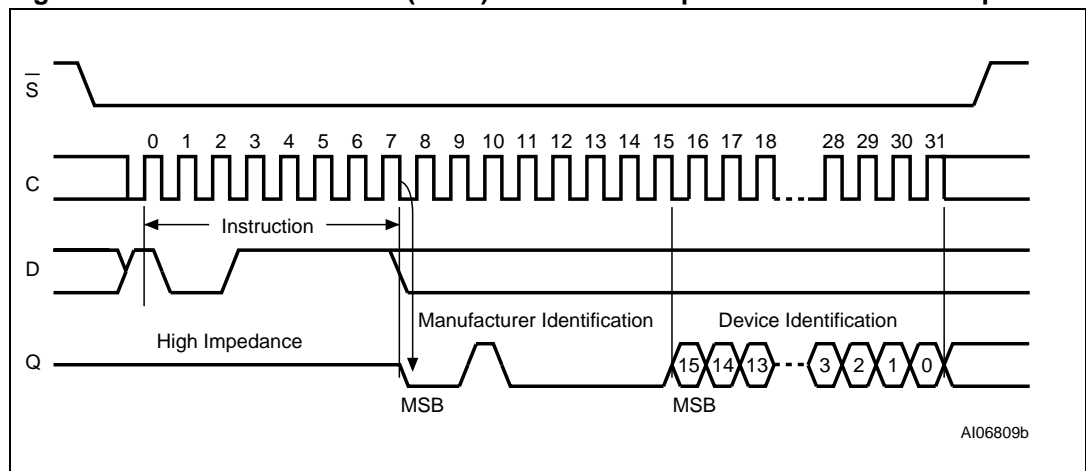 S
0 1 2 3 4 5 6 7 8 9 10 11 12 13 14 15 16 17 18 28 29 30 31
C
Instruction
D
Manufacturer Identification Device Identification
High Impedance
Q
15 14 13 3 2 1 0
MSB MSB
AI06809b